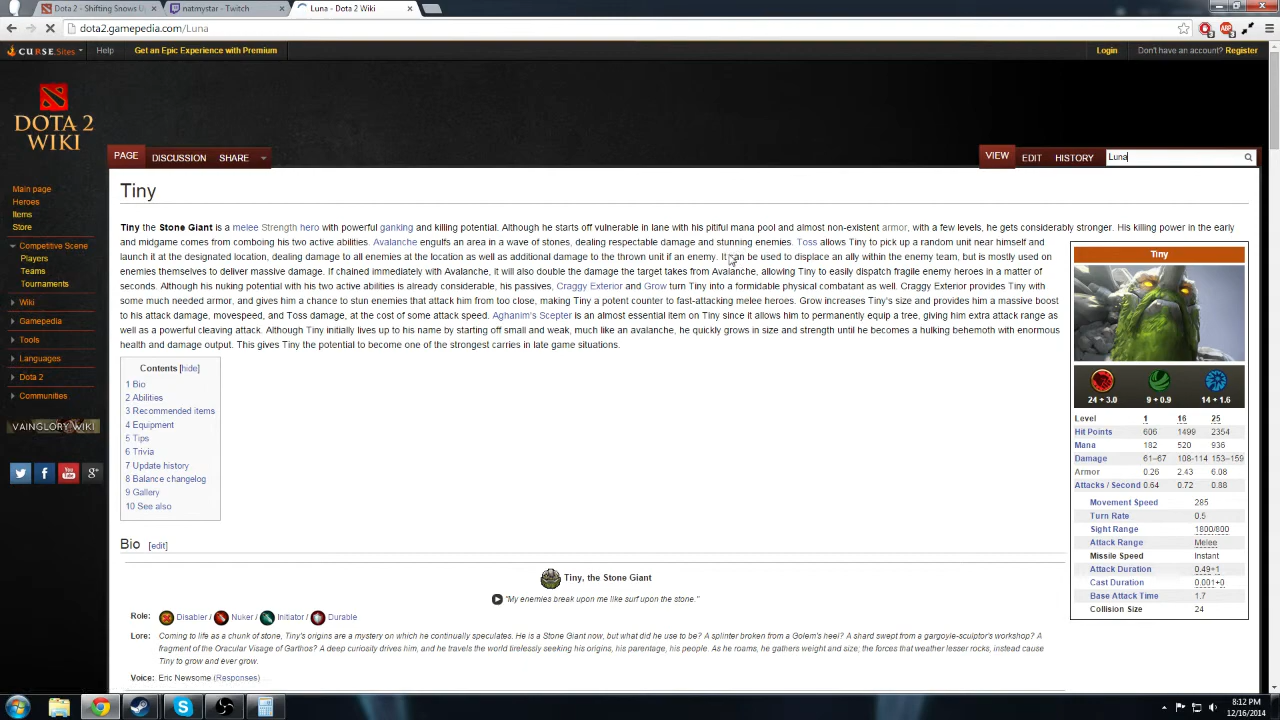 Dota 2 - Shifting Snows U
natmystar - Twitch
Luna - Dota 2 Wiki
dota2.gamepedia.com/Luna
CURSE.Sites
Help
Get an Epic Experience with Premium
Login
Don't have an account? Register
DOTA 2
WIKI
PAGE
DISCUSSION
SHARE
VIEW
EDIT
HISTORY
Luna
Main page
Heroes
Items
Store
Competitive Scene
Players
Teams
Tournaments
Wiki
Gamepedia
Tools
Languages
Dota 2
Communities
VAINGLORY WIKI
Tiny
Tiny the Stone Giant is a melee Strength hero with powerful ganking and killing potential. Although he starts off vulnerable in lane with his pitiful mana pool and almost non-existent armor, with a few levels, he gets considerably stronger. His killing power in the early
and midgame comes from comboing his two active abilities. Avalanche engulfs an area in a wave of stones, dealing respectable damage and stunning enemies. Toss allows Tiny to pick up a random unit near himself and
launch it at the designated location, dealing damage to all enemies at the location as well as additional damage to the thrown unit if an enemy. It can be used to displace an ally within the enemy team, but is mostly used on
enemies themselves to deliver massive damage. If chained immediately with Avalanche, it will also double the damage the target takes from Avalanche, allowing Tiny to easily dispatch fragile enemy heroes in a matter of
seconds. Although his nuking potential with his two active abilities is already considerable, his passives, Craggy Exterior and Grow turn Tiny into a formidable physical combatant as well. Craggy Exterior provides Tiny with
some much needed armor, and gives him a chance to stun enemies that attack him from too close, making Tiny a potent counter to fast-attacking melee heroes. Grow increases Tiny's size and provides him a massive boost
to his attack damage, movespeed, and Toss damage, at the cost of some attack speed. Aghanim's Scepter is an almost essential item on Tiny since it allows him to permanently equip a tree, giving him extra attack range as
well as a powerful cleaving attack. Although Tiny initially lives up to his name by starting off small and weak, much like an avalanche, he quickly grows in size and strength until he becomes a hulking behemoth with enormous
health and damage output. This gives Tiny the potential to become one of the strongest carries in late game situations.
Contents [hide]
1 Bio
2 Abilities
3 Recommended items
4 Equipment
5 Tips
6 Trivia
7 Update history
8 Balance changelog
9 Gallery
10 See also
Tiny
24 + 3.0
9 + 0.9
14 + 1.6
Level 1 16 25
Hit Points 606 1499 2354
Mana 182 520 936
Damage 61–67 108-114 153–159
Armor 0.26 2.43 6.08
Attacks / Second 0.64 0.72 0.88
Movement Speed 285
Turn Rate 0.5
Sight Range 1800/800
Attack Range Melee
Missile Speed Instant
Attack Duration 0.49+1
Cast Duration 0.001+0
Base Attack Time 1.7
Collision Size 24
Bio [edit]
Tiny, the Stone Giant
"My enemies break upon me like surf upon the stone."
Role: Disabler / Nuker / Initiator / Durable
Lore: Coming to life as a chunk of stone, Tiny's origins are a mystery on which he continually speculates. He is a Stone Giant now, but what did he use to be? A splinter broken from a Golem's heel? A shard swept from a gargoyle-sculptor's workshop? A
fragment of the Oracular Visage of Garthos? A deep curiosity drives him, and he travels the world tirelessly seeking his origins, his parentage, his people. As he roams, he gathers weight and size; the forces that weather lesser rocks, instead cause
Tiny to grow and ever grow.
Voice: Eric Newsome (Responses)
8:12 PM
12/16/2014